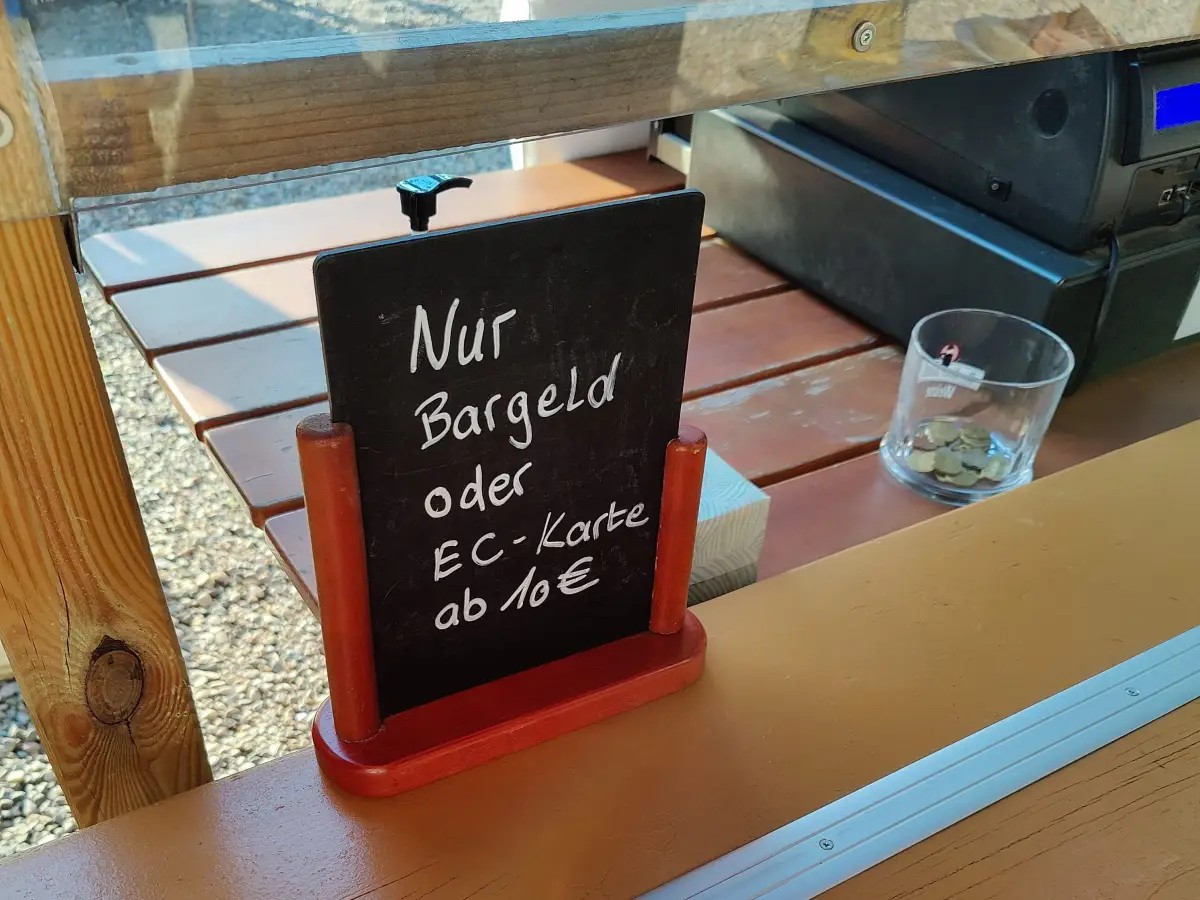 Nur
Bargeld
oder
EC-Karte
ab 10€